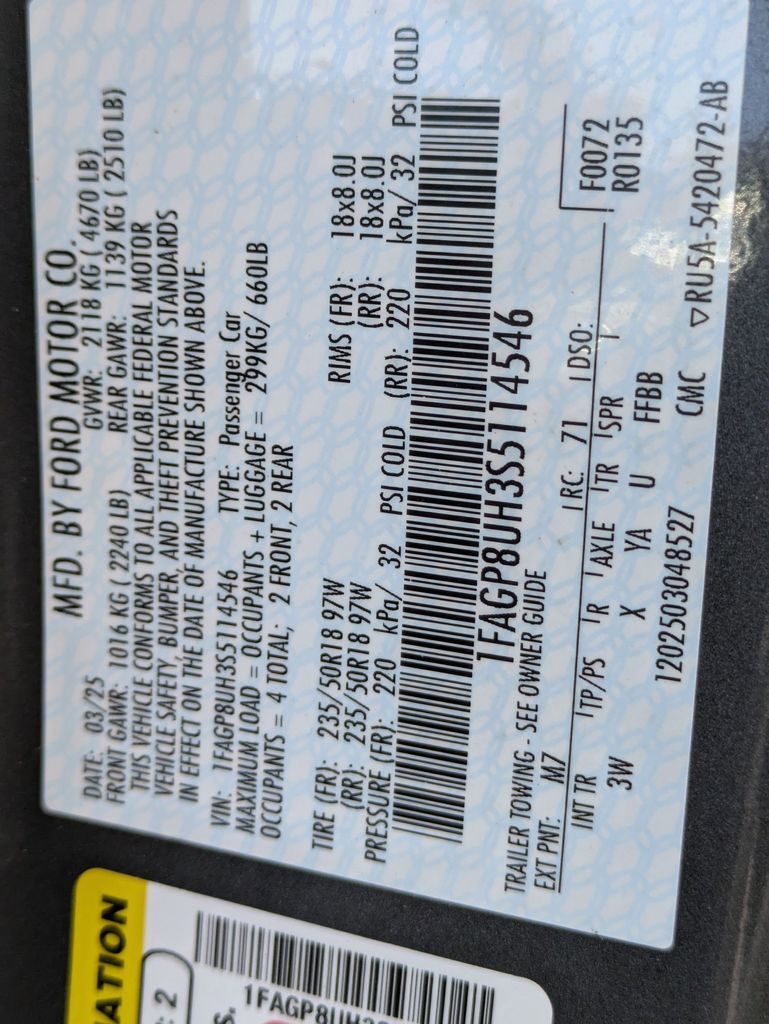 MFD. BY FORD MOTOR CO.
DATE: 03/25 GVWR: 2118 KG ( 4670 LB)
FRONT GAWR: 1016 KG ( 2240 LB) REAR GAWR: 1139 KG ( 2510 LB)
THIS VEHICLE CONFORMS TO ALL APPLICABLE FEDERAL MOTOR
VEHICLE SAFETY, BUMPER, AND THEFT PREVENTION STANDARDS
IN EFFECT ON THE DATE OF MANUFACTURE SHOWN ABOVE.
VIN: 1FAGP8UH3S5114546 TYPE: Passenger Car
MAXIMUM LOAD = OCCUPANTS + LUGGAGE = 299KG/ 660LB
OCCUPANTS = 4 TOTAL; 2 FRONT, 2 REAR
TIRE (FR): 235/50R18 97W RIMS (FR): 18x8.0J
(RR): 235/50R18 97W (RR): 18x8.0J
PRESSURE (FR): 220 kPa/ 32 PSI COLD (RR): 220 kPa/ 32 PSI COLD
1FAGP8UH3S5114546
TRAILER TOWING - SEE OWNER GUIDE
EXT PNT: M7 RC: 71 DSO: F0072
INT TR TP/PS R AXLE TR SPR R0135
3W X YA U FFBB
1202503048527 CMC ▽RU5A-5420472-AB
ATION
: 2
s.
1FAGP8UH3S